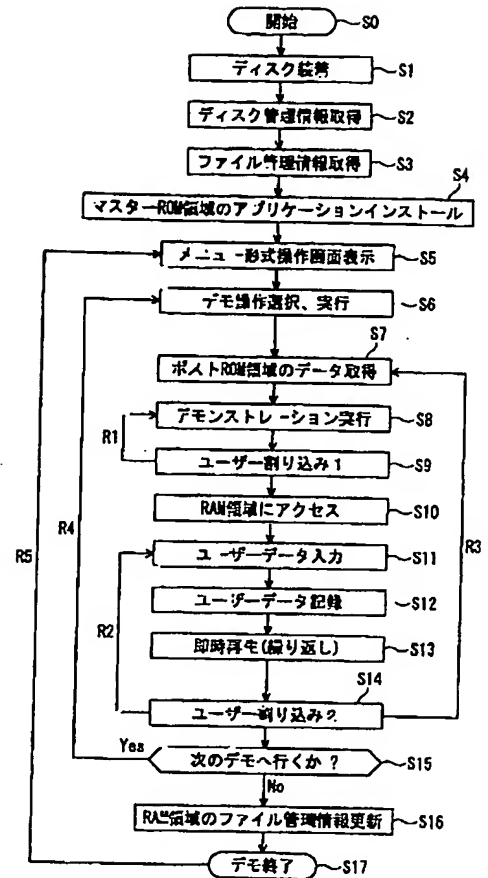 開始 S0
ディスク装着 S1
ディスク管理情報取得 S2
ファイル管理情報取得 S3
S4
マスターROM領域のアプリケーションインストール
メニュー形式操作画面表示 S5
デモ操作選択、実行 S6
S7
ポストROM領域のデータ取得
デモンストレーション実行 S8
R1
ユーザー割り込み1 S9
R4
RAM領域にアクセス S10
R5
R3
ユーザーデータ入力 S11
ユーザーデータ記録 S12
R2
即時再生(繰り返し) S13
S14
ユーザー割り込み2
Yes
次のデモへ行くか? S15
No
RAM領域のファイル管理情報更新 S16
デモ終了 S17